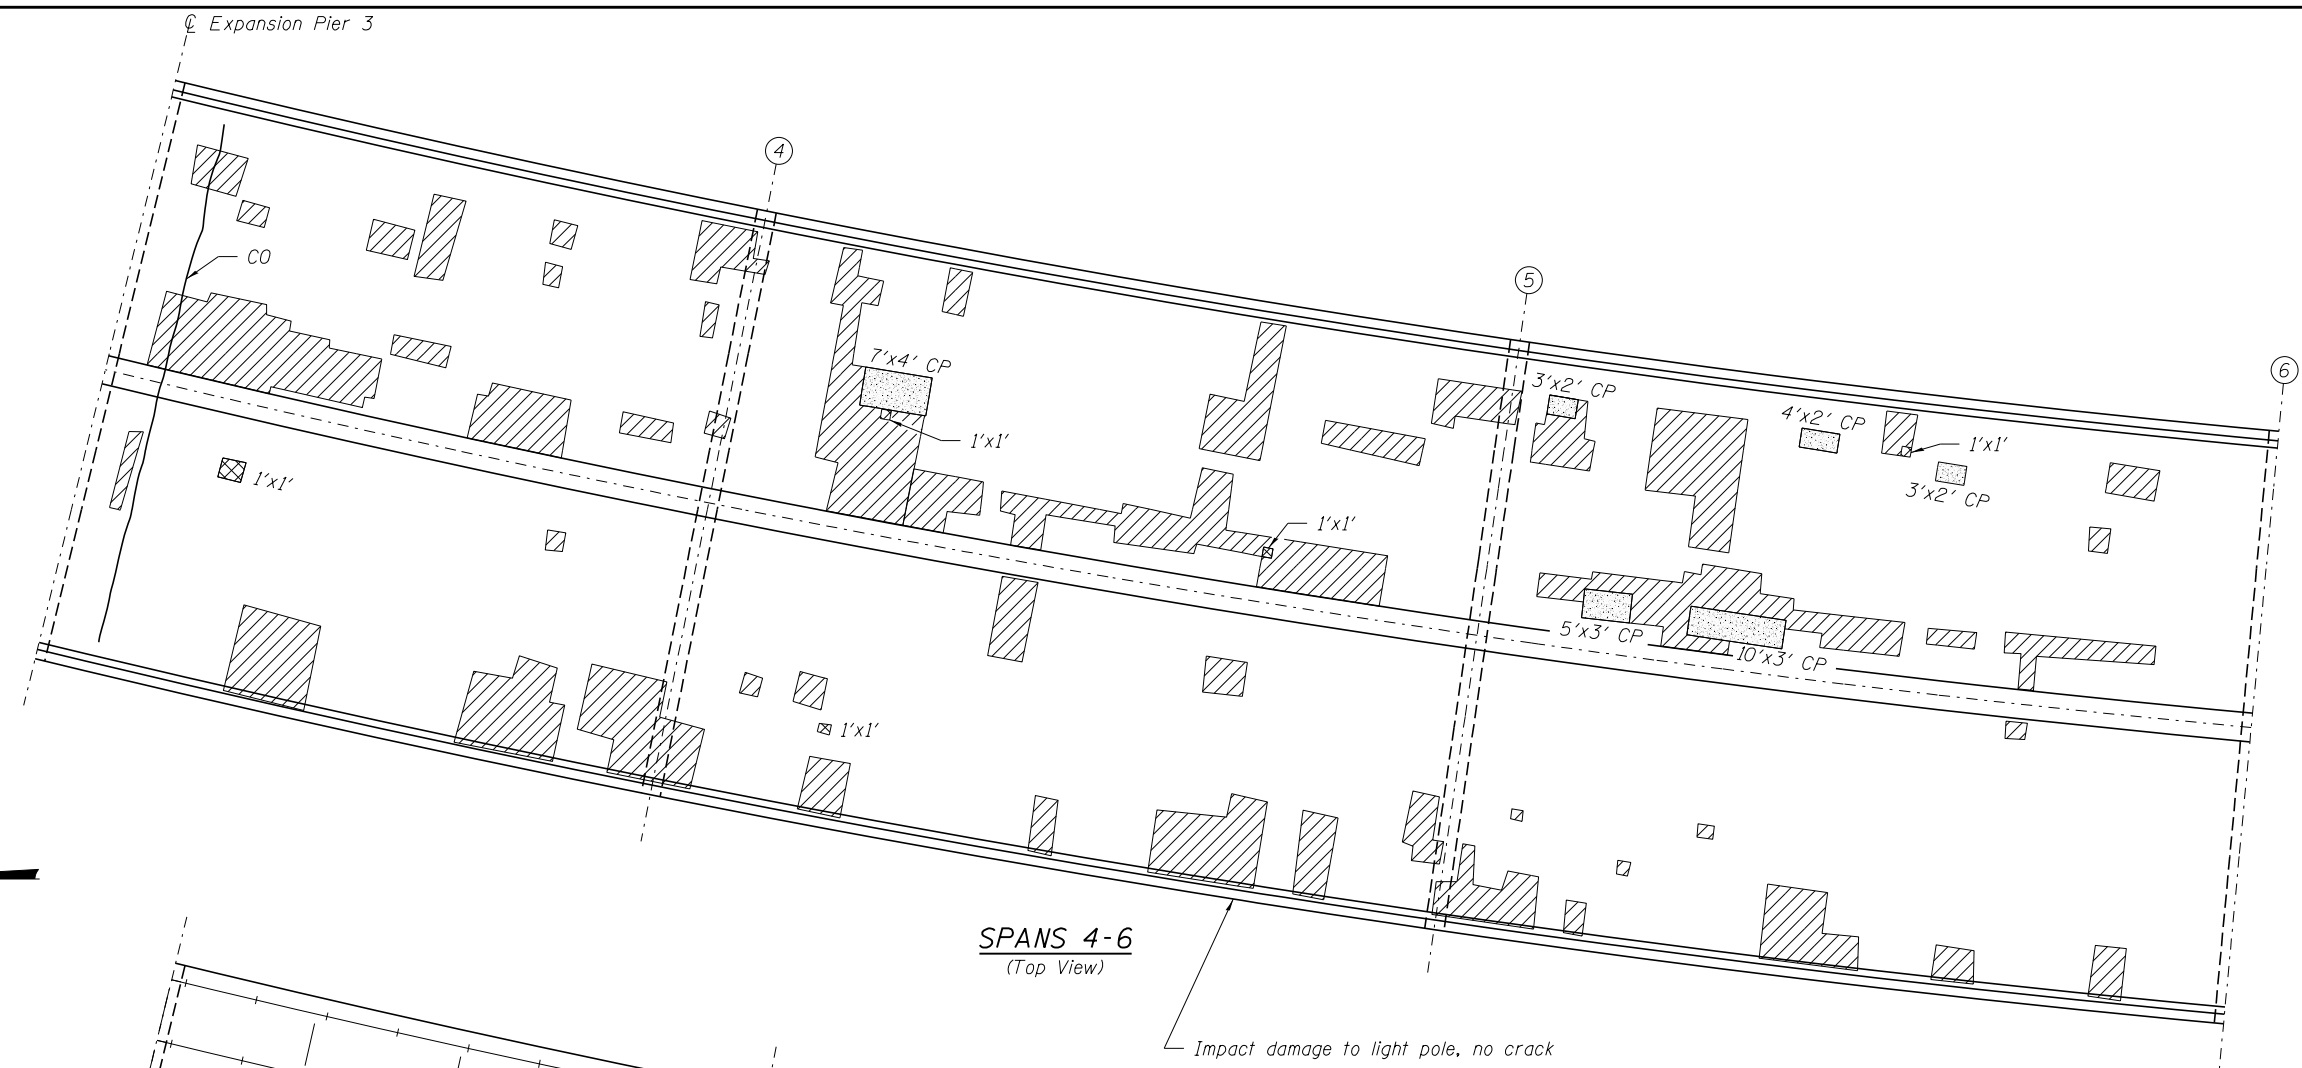 ℄ Expansion Pier 3
4
5
6
CO
7'x4' CP
1'x1'
3'x2' CP
4'x2' CP
1'x1'
3'x2' CP
1'x1'
1'x1'
5'x3' CP
10'x3' CP
1'x1'
SPANS 4-6
(Top View)
Impact damage to light pole, no crack